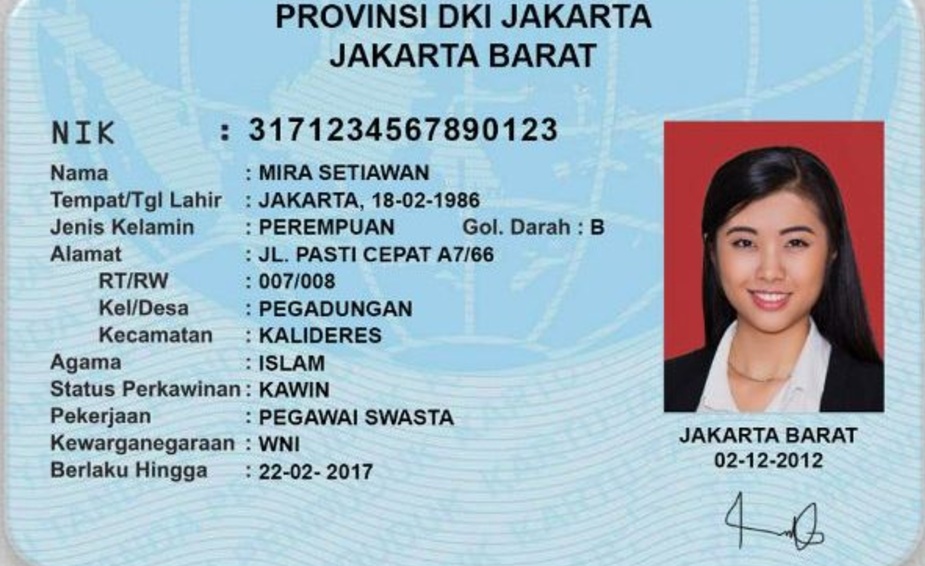 PROVINSI DKI JAKARTA
JAKARTA BARAT
NIK : 3171234567890123
Nama : MIRA SETIAWAN
Tempat/Tgl Lahir : JAKARTA, 18-02-1986
Jenis Kelamin : PEREMPUAN Gol. Darah : B
Alamat : JL. PASTI CEPAT A7/66
RT/RW : 007/008
Kel/Desa : PEGADUNGAN
Kecamatan : KALIDERES
Agama : ISLAM
Status Perkawinan : KAWIN
Pekerjaan : PEGAWAI SWASTA
Kewarganegaraan : WNI
Berlaku Hingga : 22-02- 2017
JAKARTA BARAT
02-12-2012